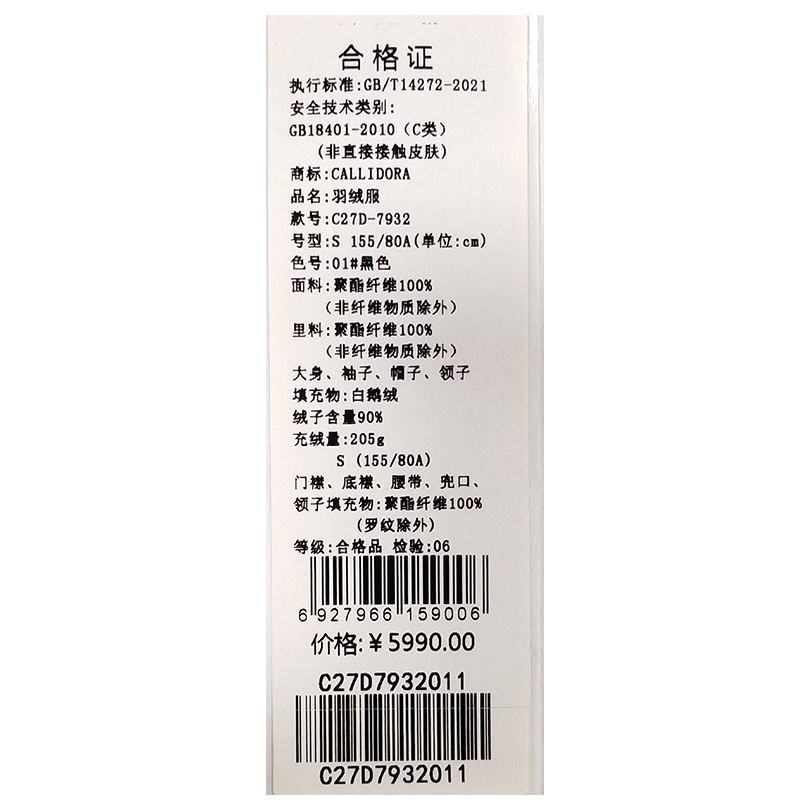 合格证
执行标准:GB/T14272-2021
安全技术类别:
GB18401-2010（C类）
(非直接接触皮肤)
商标:CALLIDORA
品名:羽绒服
款号:C27D-7932
号型:S 155/80A(单位:cm)
色号:01#黑色
面料:聚酯纤维100%
（非纤维物质除外）
里料:聚酯纤维100%
（非纤维物质除外）
大身、袖子、帽子、领子
填充物:白鹅绒
绒子含量90%
充绒量:205g
S (155/80A)
门襟、底襟、腰带、兜口、
领子填充物:聚酯纤维100%
(罗纹除外)
等级:合格品 检验:06
6 927966 159006
价格:￥5990.00
C27D7932011
C27D7932011